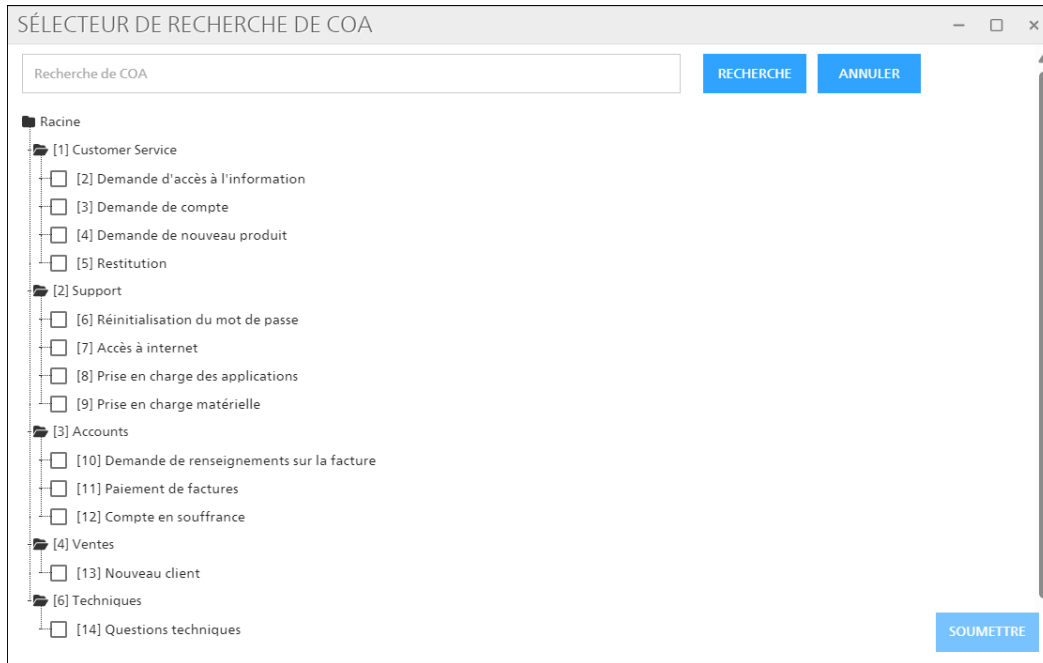 SÉLECTEUR DE RECHERCHE DE COA
Recherche de COA RECHERCHE ANNULER
Racine
[1] Customer Service
[2] Demande d'accès à l'information
[3] Demande de compte
[4] Demande de nouveau produit
[5] Restitution
[2] Support
[6] Réinitialisation du mot de passe
[7] Accès à internet
[8] Prise en charge des applications
[9] Prise en charge matérielle
[3] Accounts
[10] Demande de renseignements sur la facture
[11] Paiement de factures
[12] Compte en souffrance
[4] Ventes
[13] Nouveau client
[6] Techniques
[14] Questions techniques
SOUMETTRE